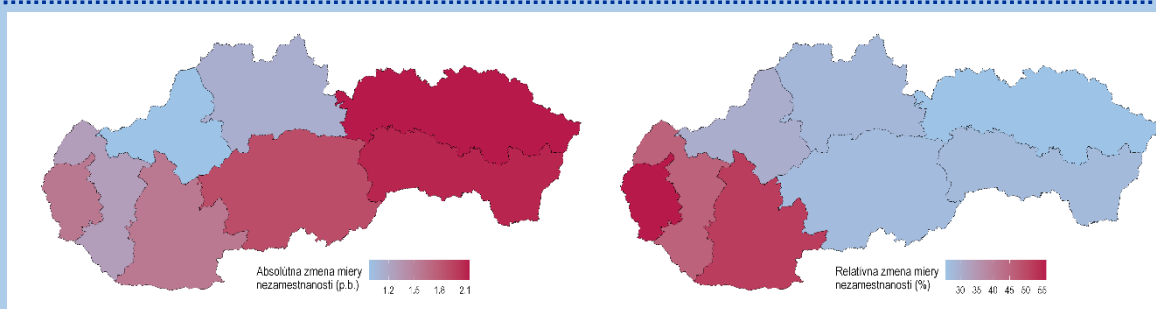 Absolútna zmena miery
nezamestnanosti (p.b.)
1.2 1.5 1.8 2.1
Relatívna zmena miery
nezamestnanosti (%)
30 35 40 45 50 55